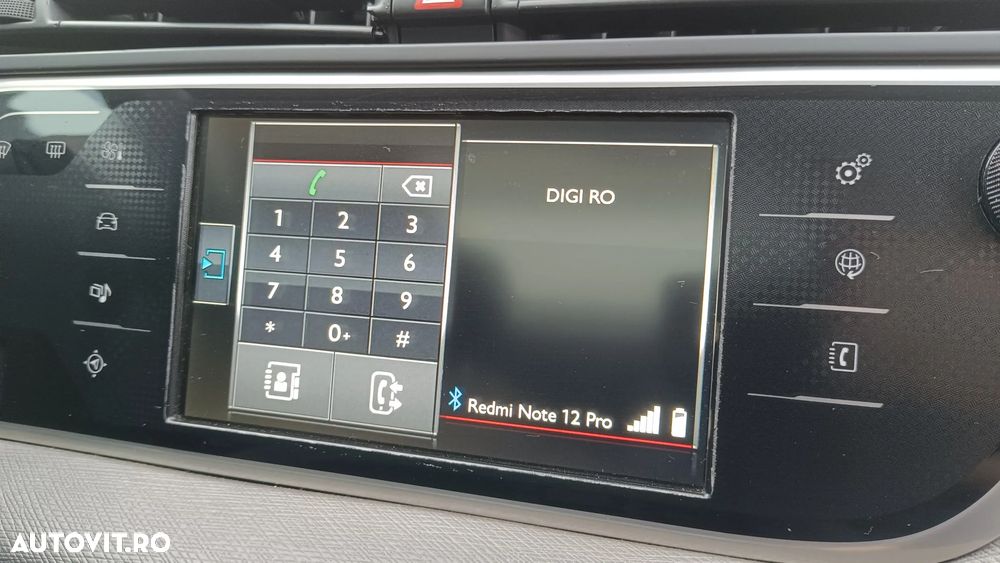 DIGI RO
1 2 3
4 5 6
7 8 9
* 0+ #
Redmi Note 12 Pro
AUTOVIT.RO